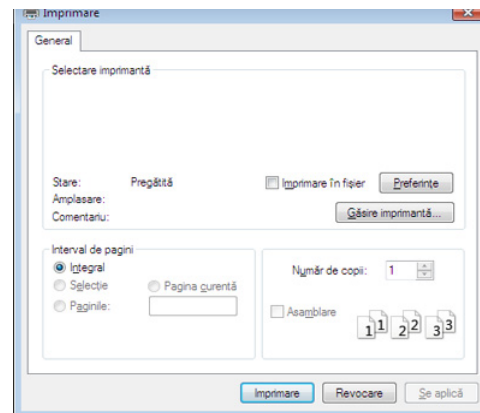 Imprimare
General
Selectare imprimantă
Stare: Pregătită
Imprimare în fișier Preferințe
Amplasare:
Comentariu:
Găsire imprimantă...
Interval de pagini
Integral
Selecție Pagina curentă
Paginile:
Număr de copii: 1
Asamblare
1 1 2 2 3 3
Imprimare Revocare Se aplică